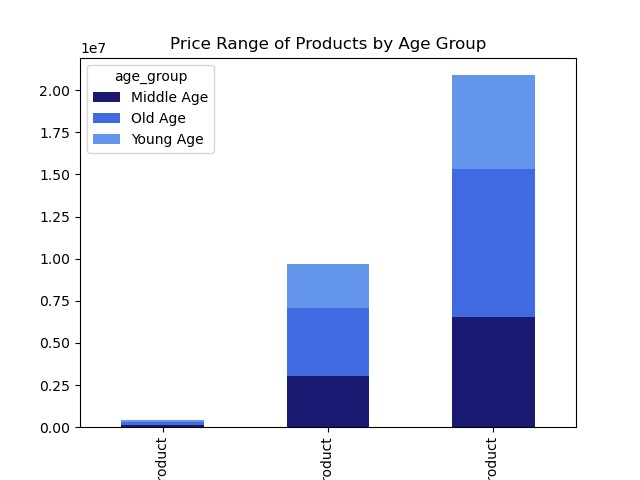 Price Range of Products by Age Group
1e7
age_group
Middle Age
Old Age
Young Age
2.00
1.75
1.50
1.25
1.00
0.75
0.50
0.25
0.00
roduct
roduct
roduct